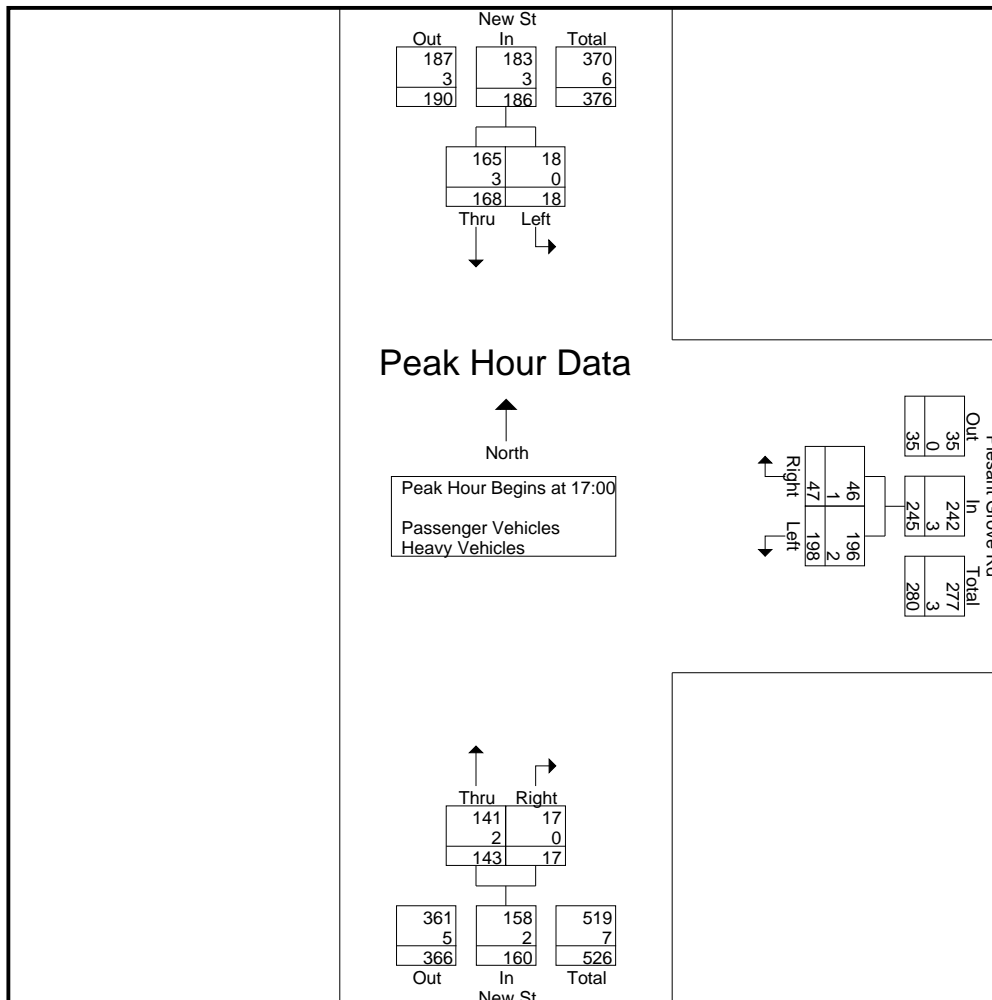 New St
Out In Total
187 183 370
3 3 6
190 186 376
165 18
3 0
168 18
Thru Left
Peak Hour Data
North
Peak Hour Begins at 17:00
Passenger Vehicles
Heavy Vehicles
Right Left
46 196
1 2
47 198
Out In Total
35 242 277
0 3 3
35 245 280
Thru Right
141 17
2 0
143 17
361 158 519
5 2 7
366 160 526
Out In Total
New St